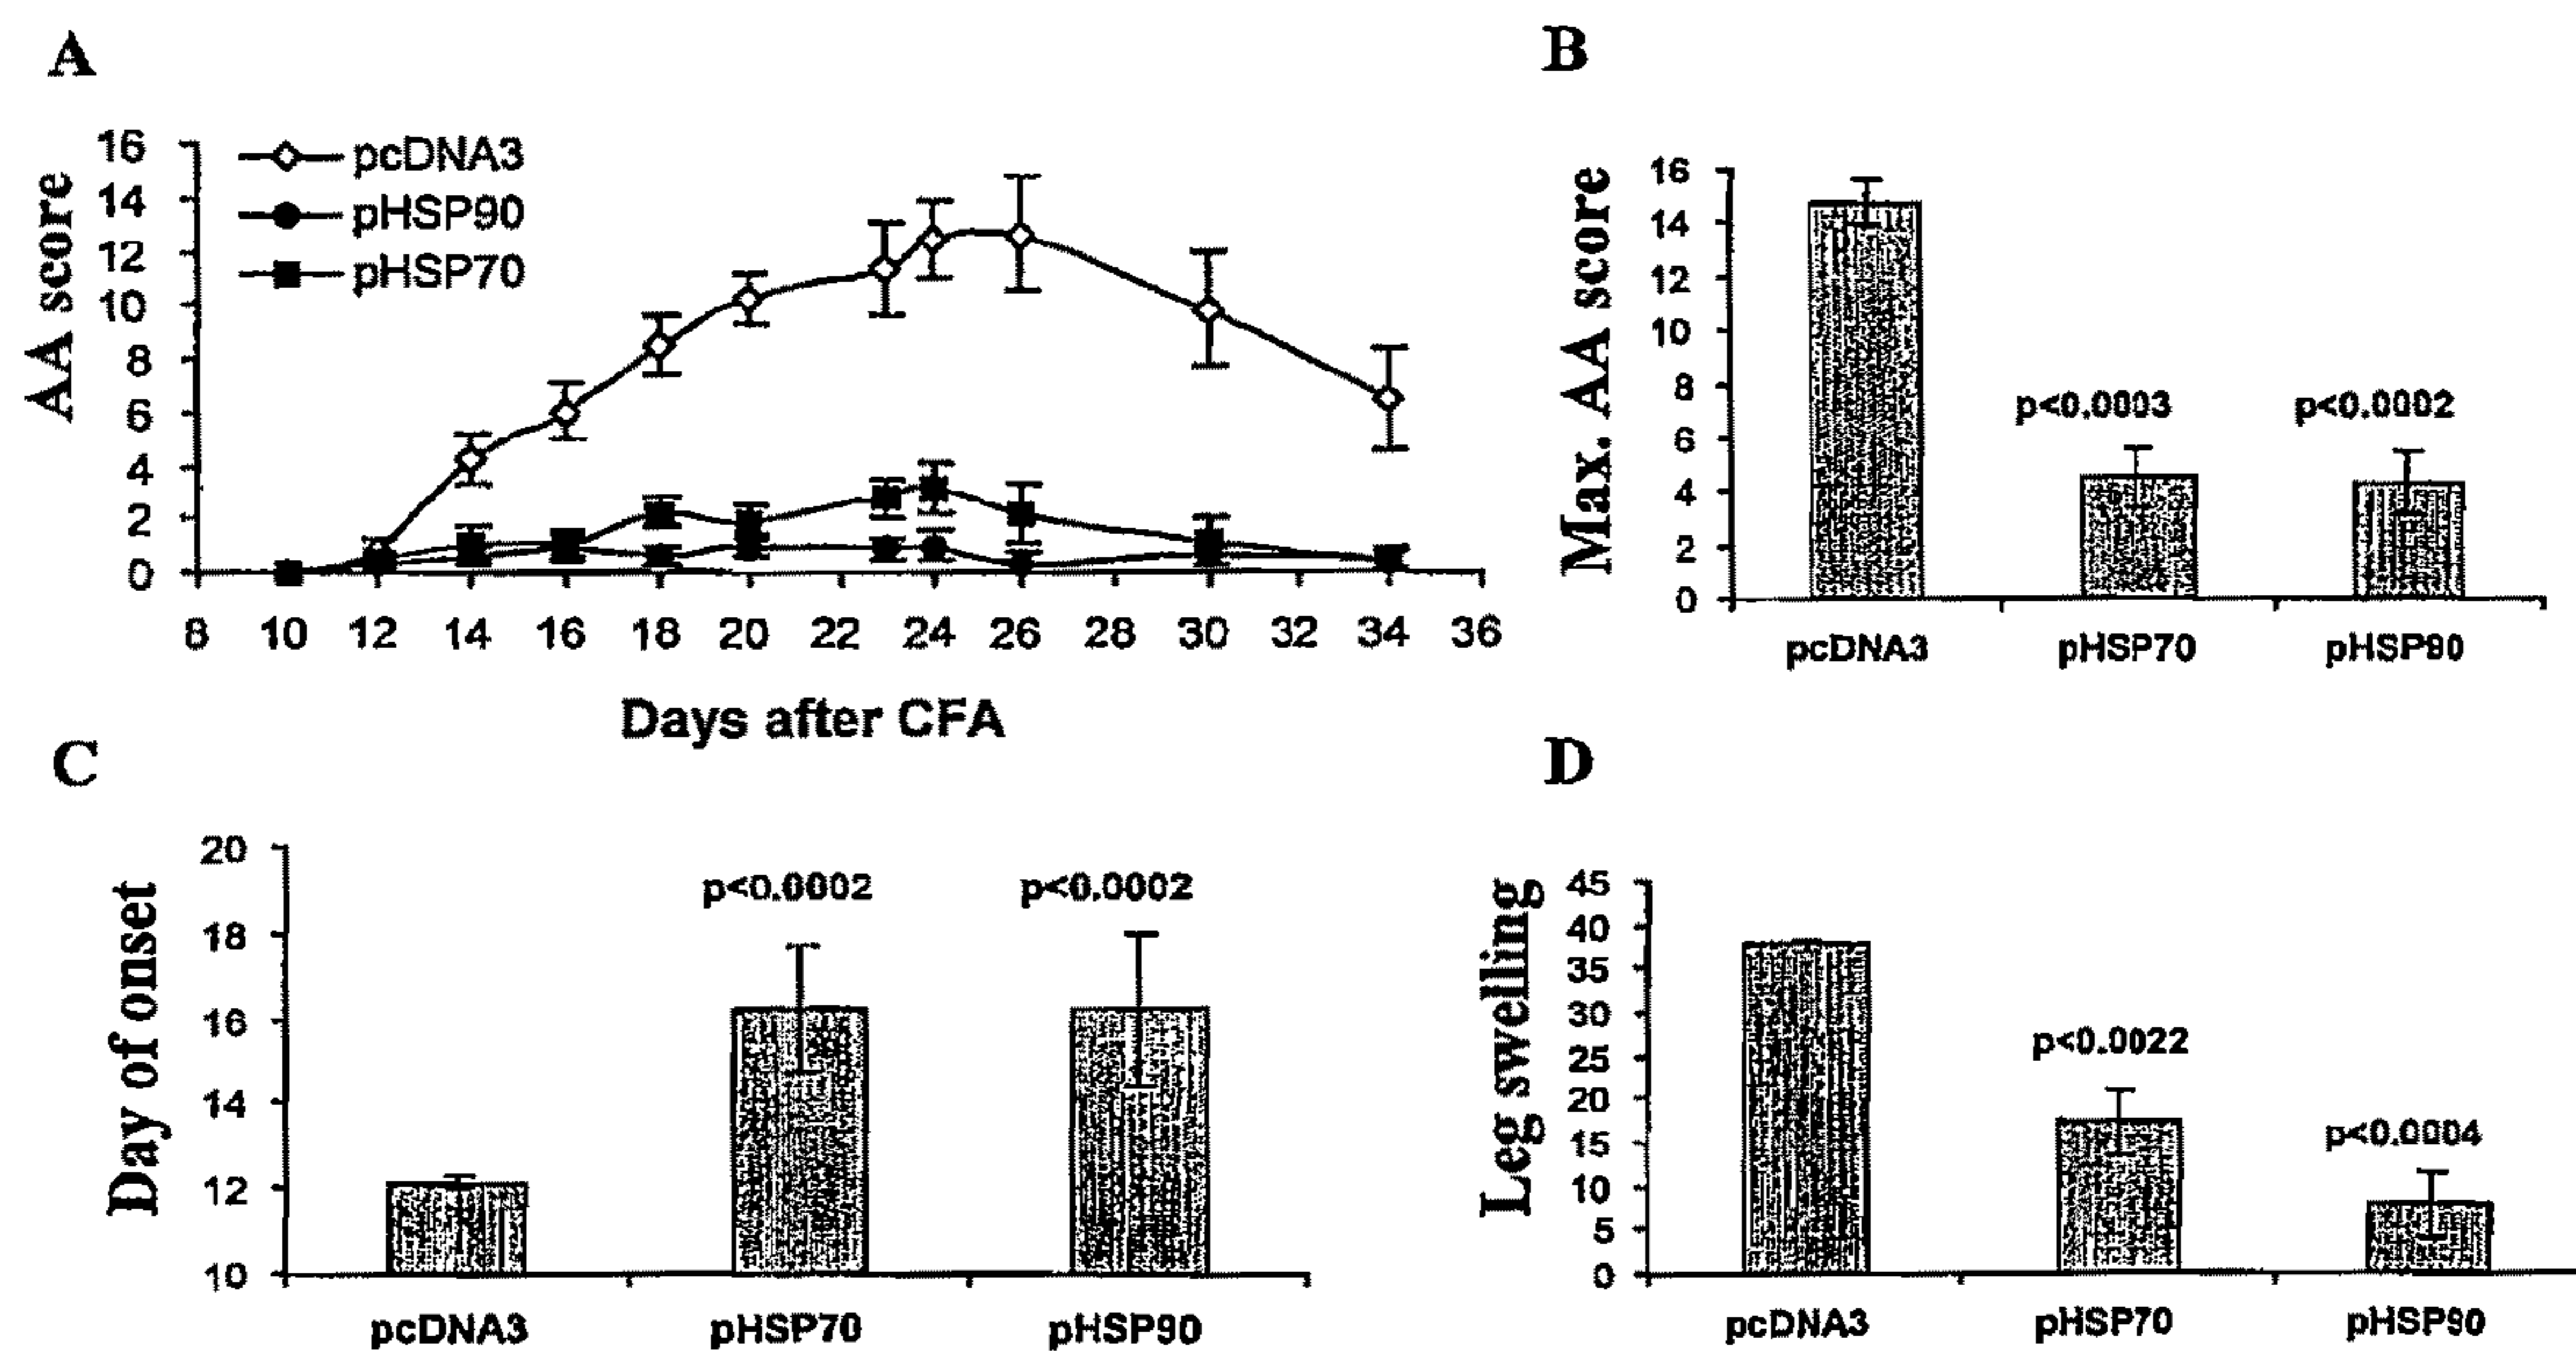 A
AA score
16
14
12
10
8
6
4
2
0
pcDNA3
pHSP90
pHSP70
8 10 12 14 16 18 20 22 24 26 28 30 32 34 36
Days after CFA
B
Max. AA score
16
14
12
10
8
6
4
2
0
p<0.0003
p<0.0002
pcDNA3 pHSP70 pHSP90
C
Day of onset
20
18
16
14
12
10
p<0.0002
p<0.0002
pcDNA3 pHSP70 pHSP90
D
Leg swelling
45
40
35
30
25
20
15
10
5
0
p<0.0022
p<0.0004
pcDNA3 pHSP70 pHSP90